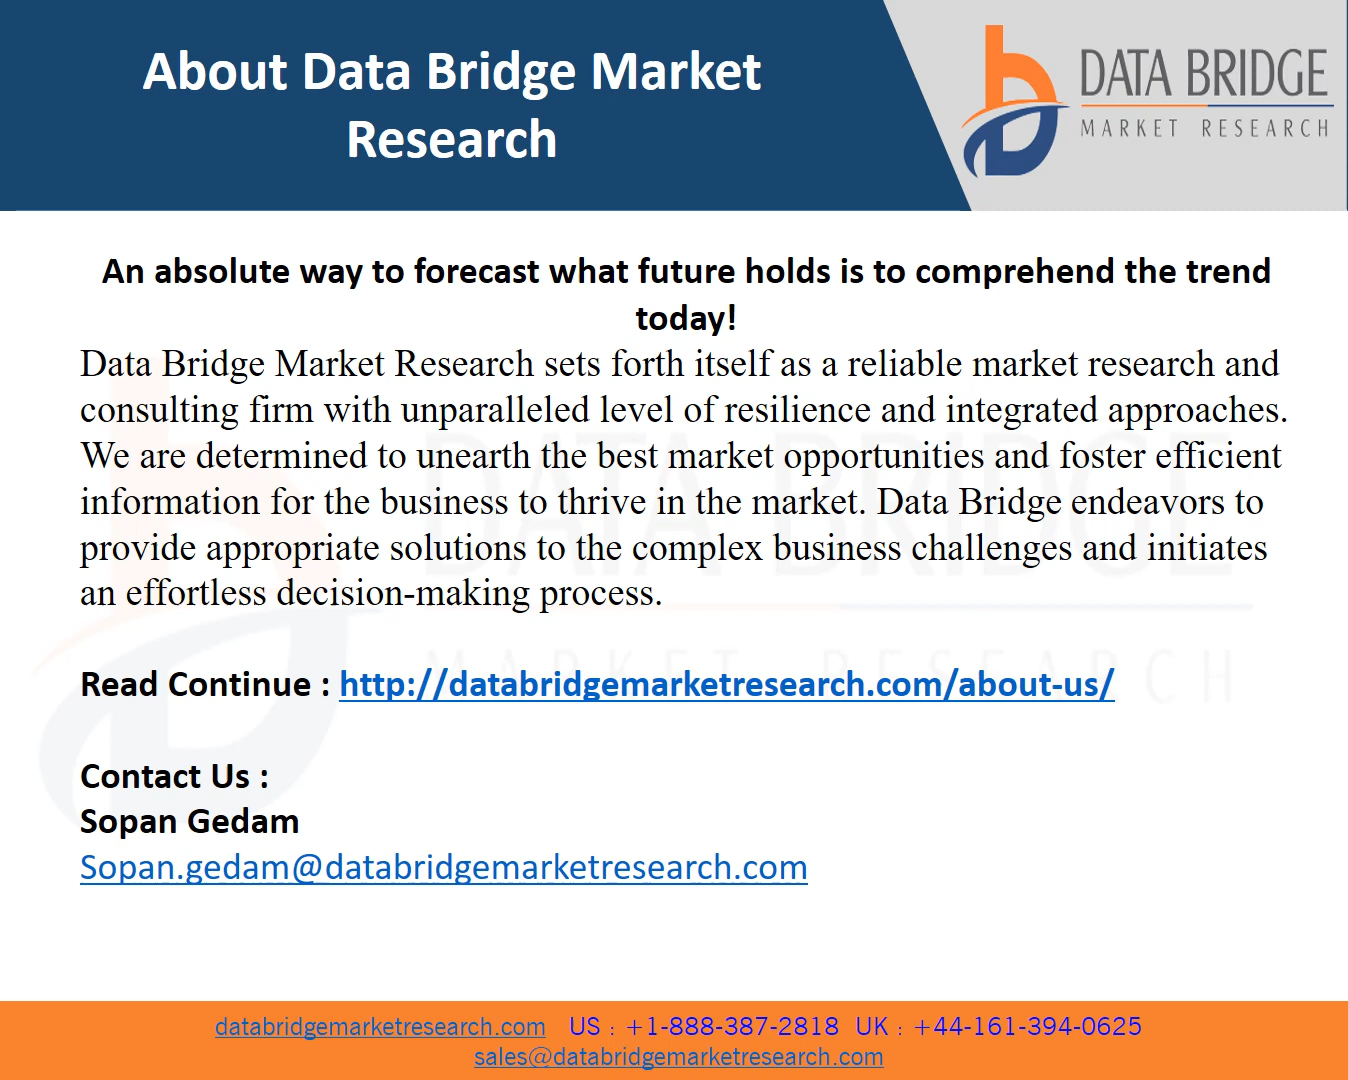 About Data Bridge Market
Research
DATA BRIDGE
MARKET RESEARCH
An absolute way to forecast what future holds is to comprehend the trend
today!
Data Bridge Market Research sets forth itself as a reliable market research and
consulting firm with unparalleled level of resilience and integrated approaches.
We are determined to unearth the best market opportunities and foster efficient
information for the business to thrive in the market. Data Bridge endeavors to
provide appropriate solutions to the complex business challenges and initiates
an effortless decision-making process.
DATA BRIDGE
MARKET RESEARCH
Read Continue : http://databridgemarketresearch.com/about-us/
Contact Us :
Sopan Gedam
Sopan.gedam@databridgemarketresearch.com
databridgemarketresearch.com US : +1-888-387-2818 UK : +44-161-394-0625
sales@databridgemarketresearch.com